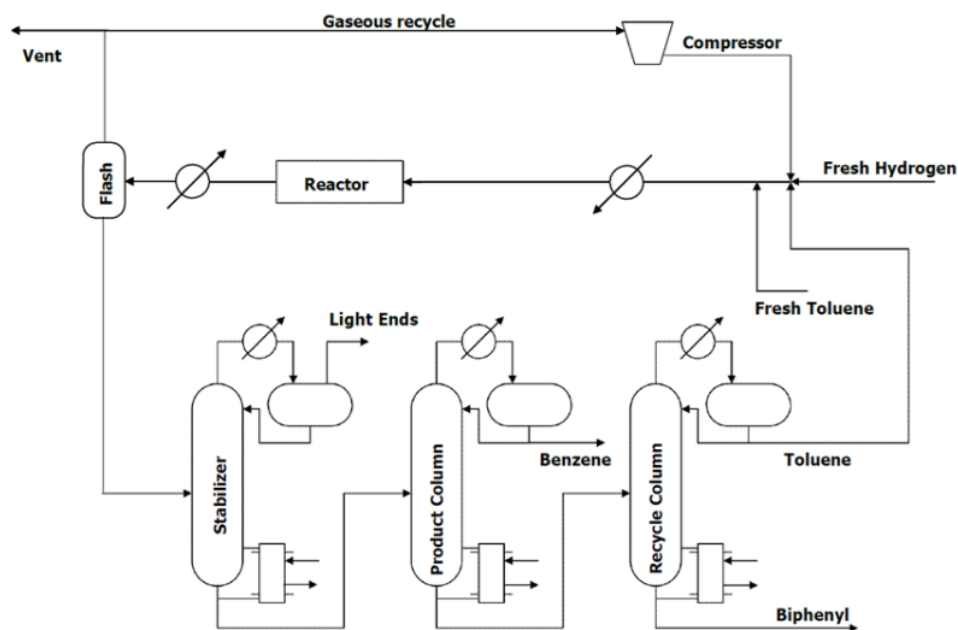 Gaseous recycle
Vent
Compressor
Flash
Reactor
Fresh Hydrogen
Fresh Toluene
Light Ends
Stabilizer
Product Column
Benzene
Recycle Column
Toluene
Biphenyl